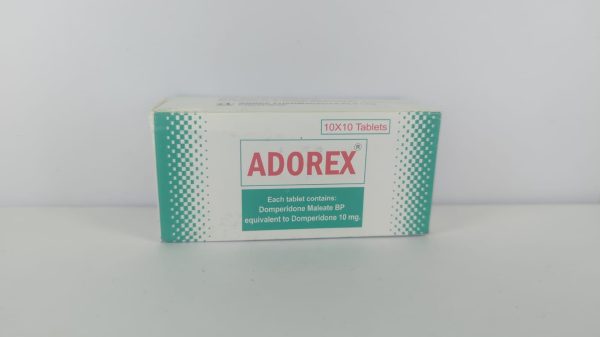 10X10 Tablets
ADOREX®
Each tablet contains:
Domperidone Maleate BP
equivalent to Domperidone 10 mg.